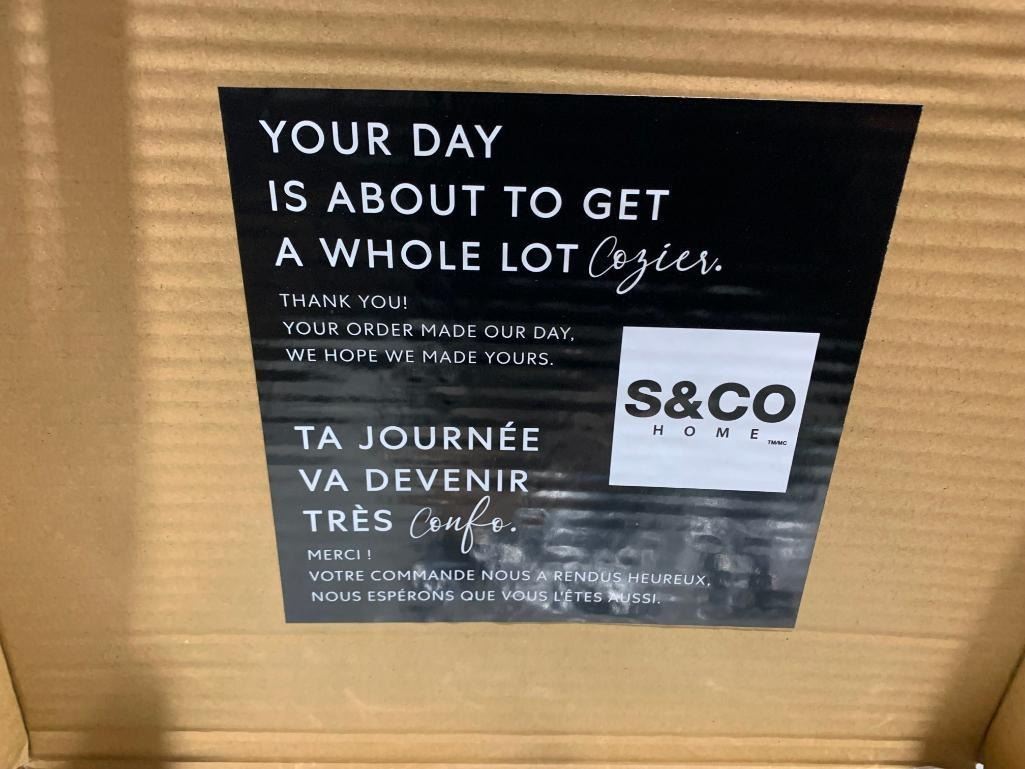 YOUR DAY
IS ABOUT TO GET
A WHOLE LOT Cozier.
THANK YOU!
YOUR ORDER MADE OUR DAY,
WE HOPE WE MADE YOURS.
S&CO
HOME TM/MC
TA JOURNÉE
VA DEVENIR
TRÈS Confo.
MERCI !
VOTRE COMMANDE NOUS A RENDUS HEUREUX,
NOUS ESPÉRONS QUE VOUS L'ÊTES AUSSI.